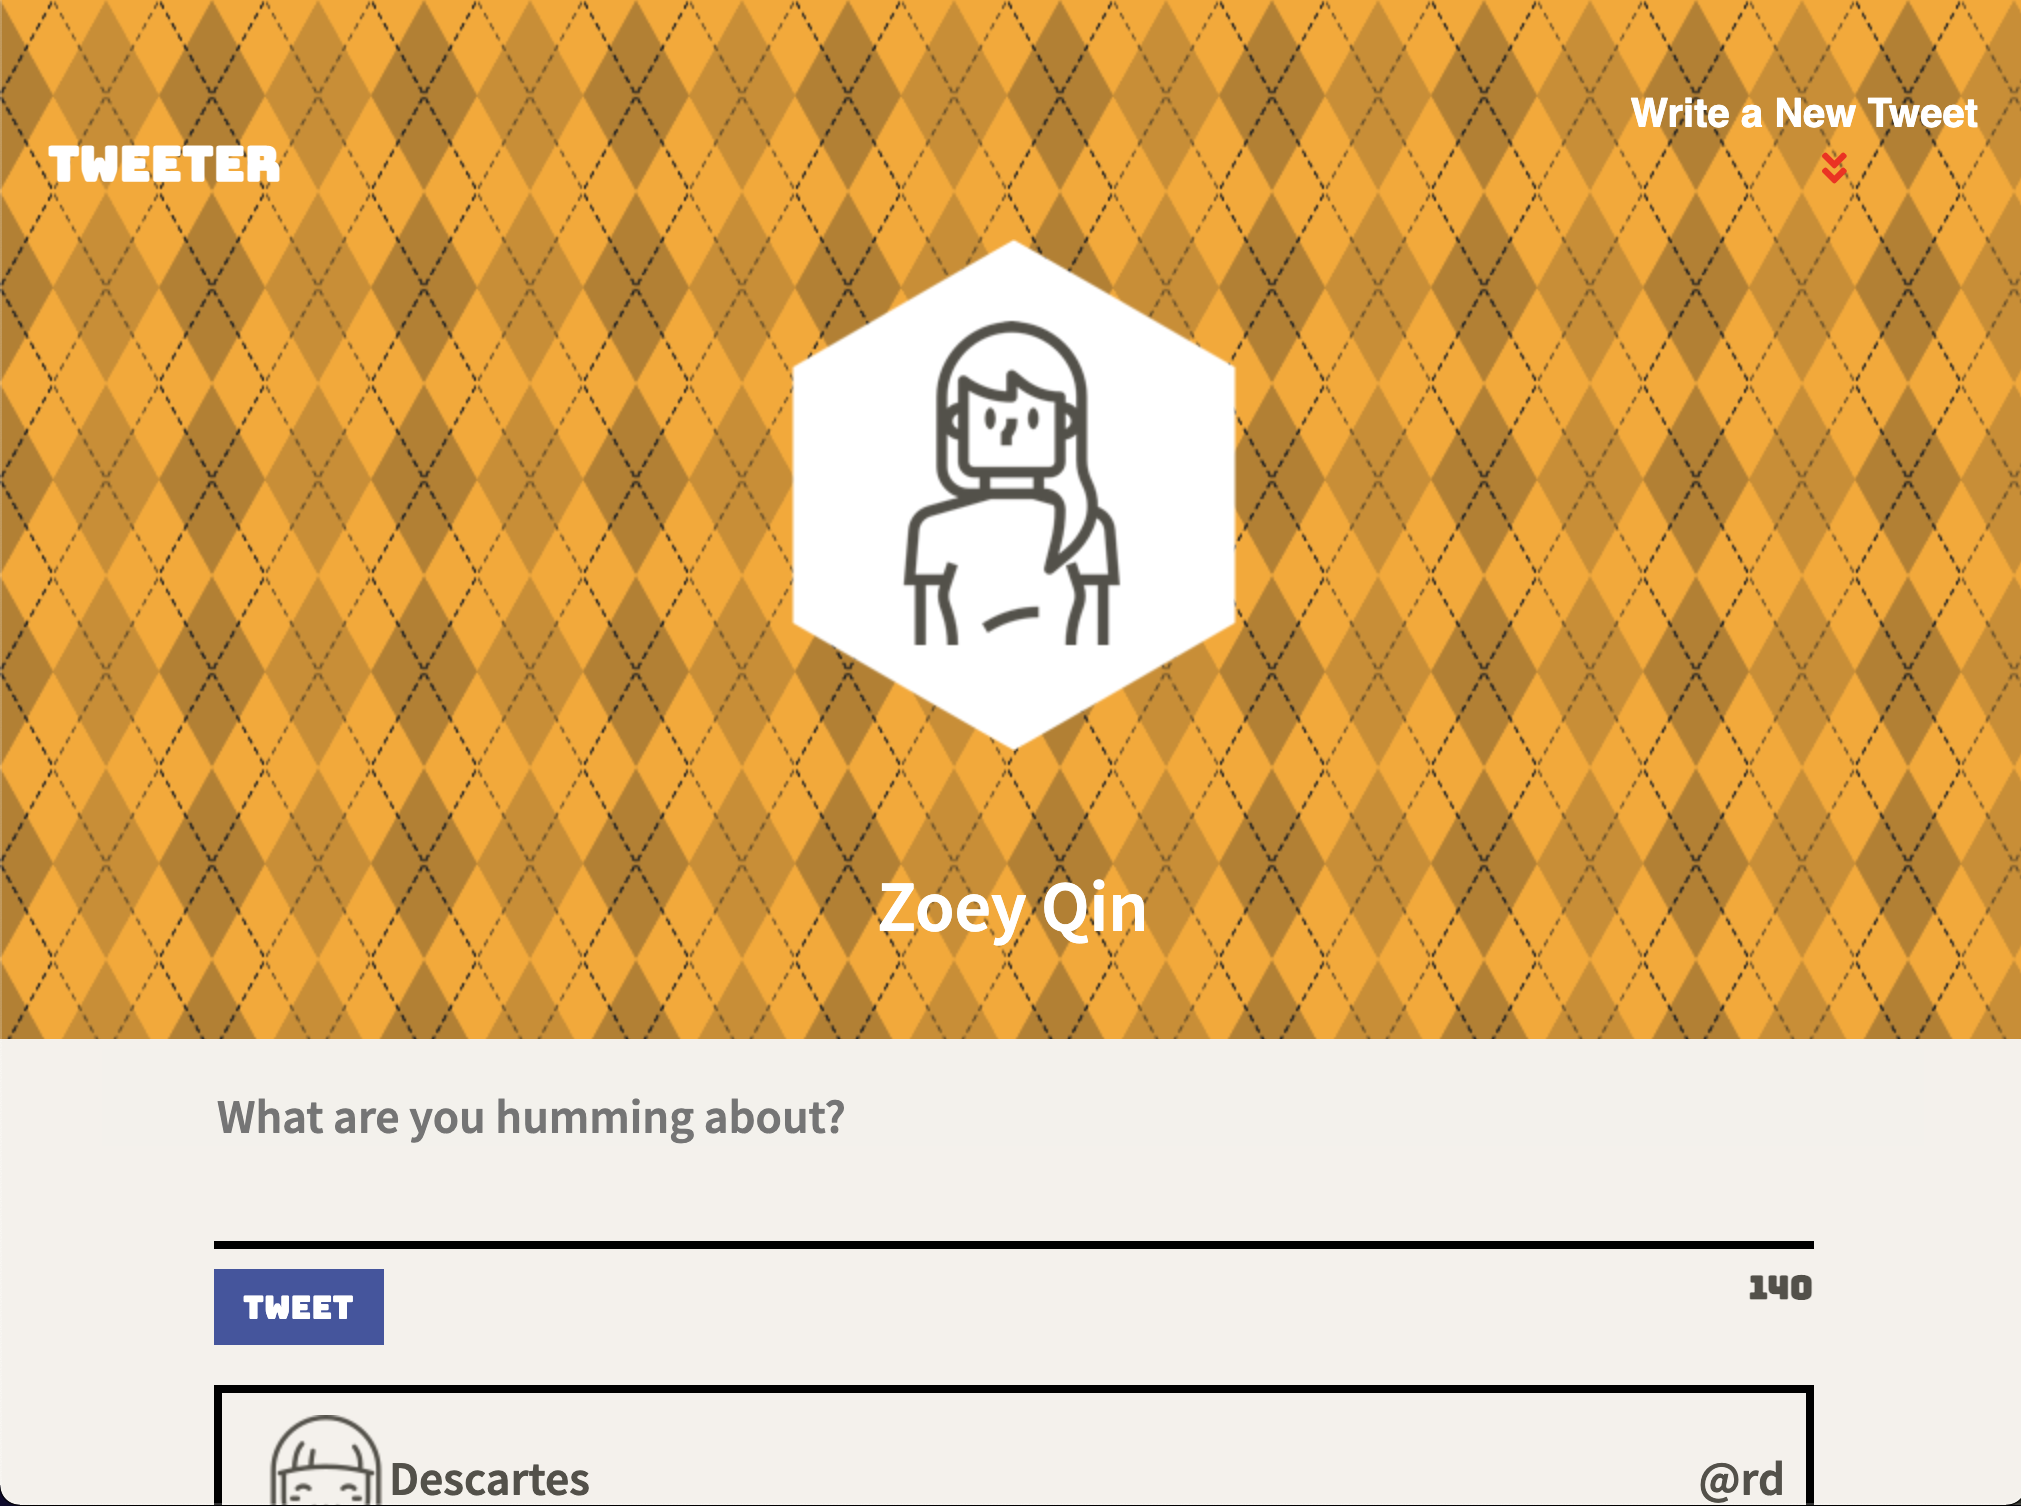 Write a New Tweet
TWEETER
Zoey Qin
What are you humming about?
TWEET
140
Descartes
@rd